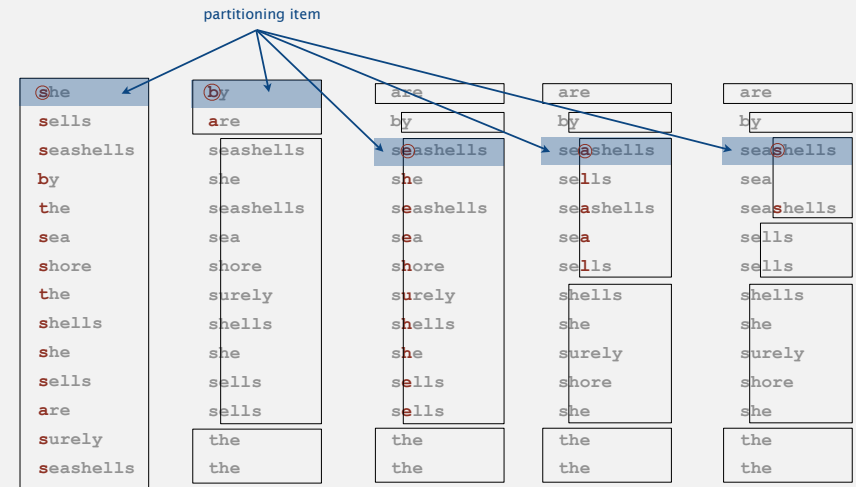 partitioning item
she by are are are
sells are by by by
seashells seashells seashells seashells seashells
by she she sells sea
the seashells seashells seashells seashells
sea sea sea sea sells
shore shore shore sells sells
the surely surely shells shells
shells shells shells she she
she she she surely surely
sells sells sells shore shore
are sells sells she she
surely the the the the
seashells the the the the